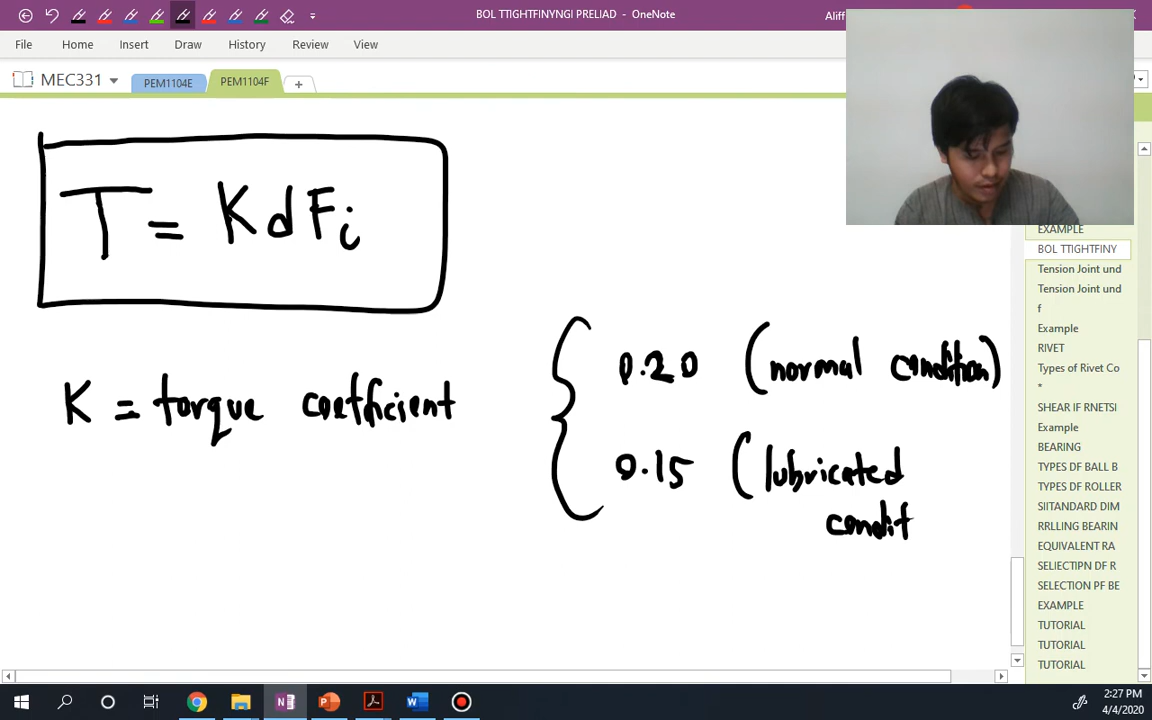 BOL TTIGHTFINYNGI PRELIAD - OneNote
Aliff
File Home Insert Draw History Review View
MEC331 PEM1104E PEM1104F
T = KdFi
K = torque coefficient
0.20 (normal condition)
0.15 (lubricated
condit
EXAMPLE
BOL TTIGHTFINY
Tension Joint und
Tension Joint und
f
Example
RIVET
Types of Rivet Co
*
SHEAR IF RNETSI
Example
BEARING
TYPES DF BALL B
TYPES DF ROLLER
SIITANDARD DIM
RRLLING BEARIN
EQUIVALENT RA
SELIECTIPN DF R
SELECTION PF BE
EXAMPLE
TUTORIAL
TUTORIAL
TUTORIAL
2:27 PM
4/4/2020